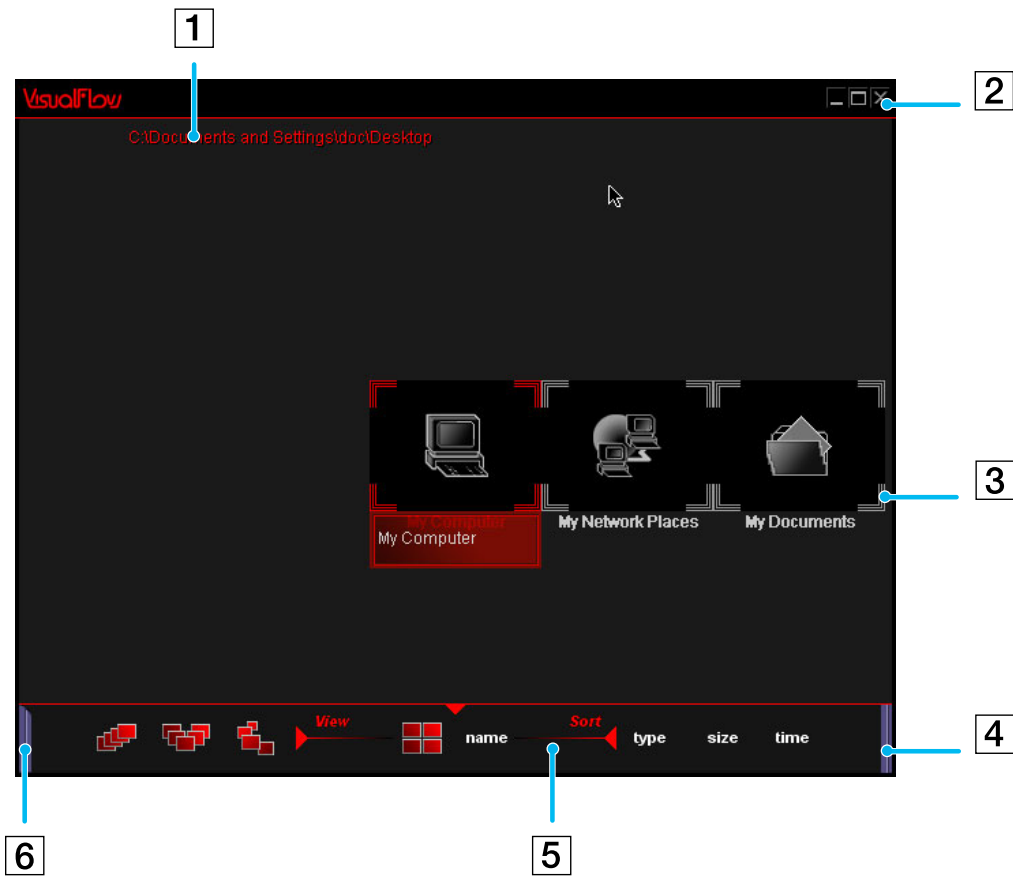 1
VisualFlow
2
C:\Documents and Settings\doc\Desktop
3
My Computer My Network Places My Documents
My Computer
View Sort
name type size time
4
6 5